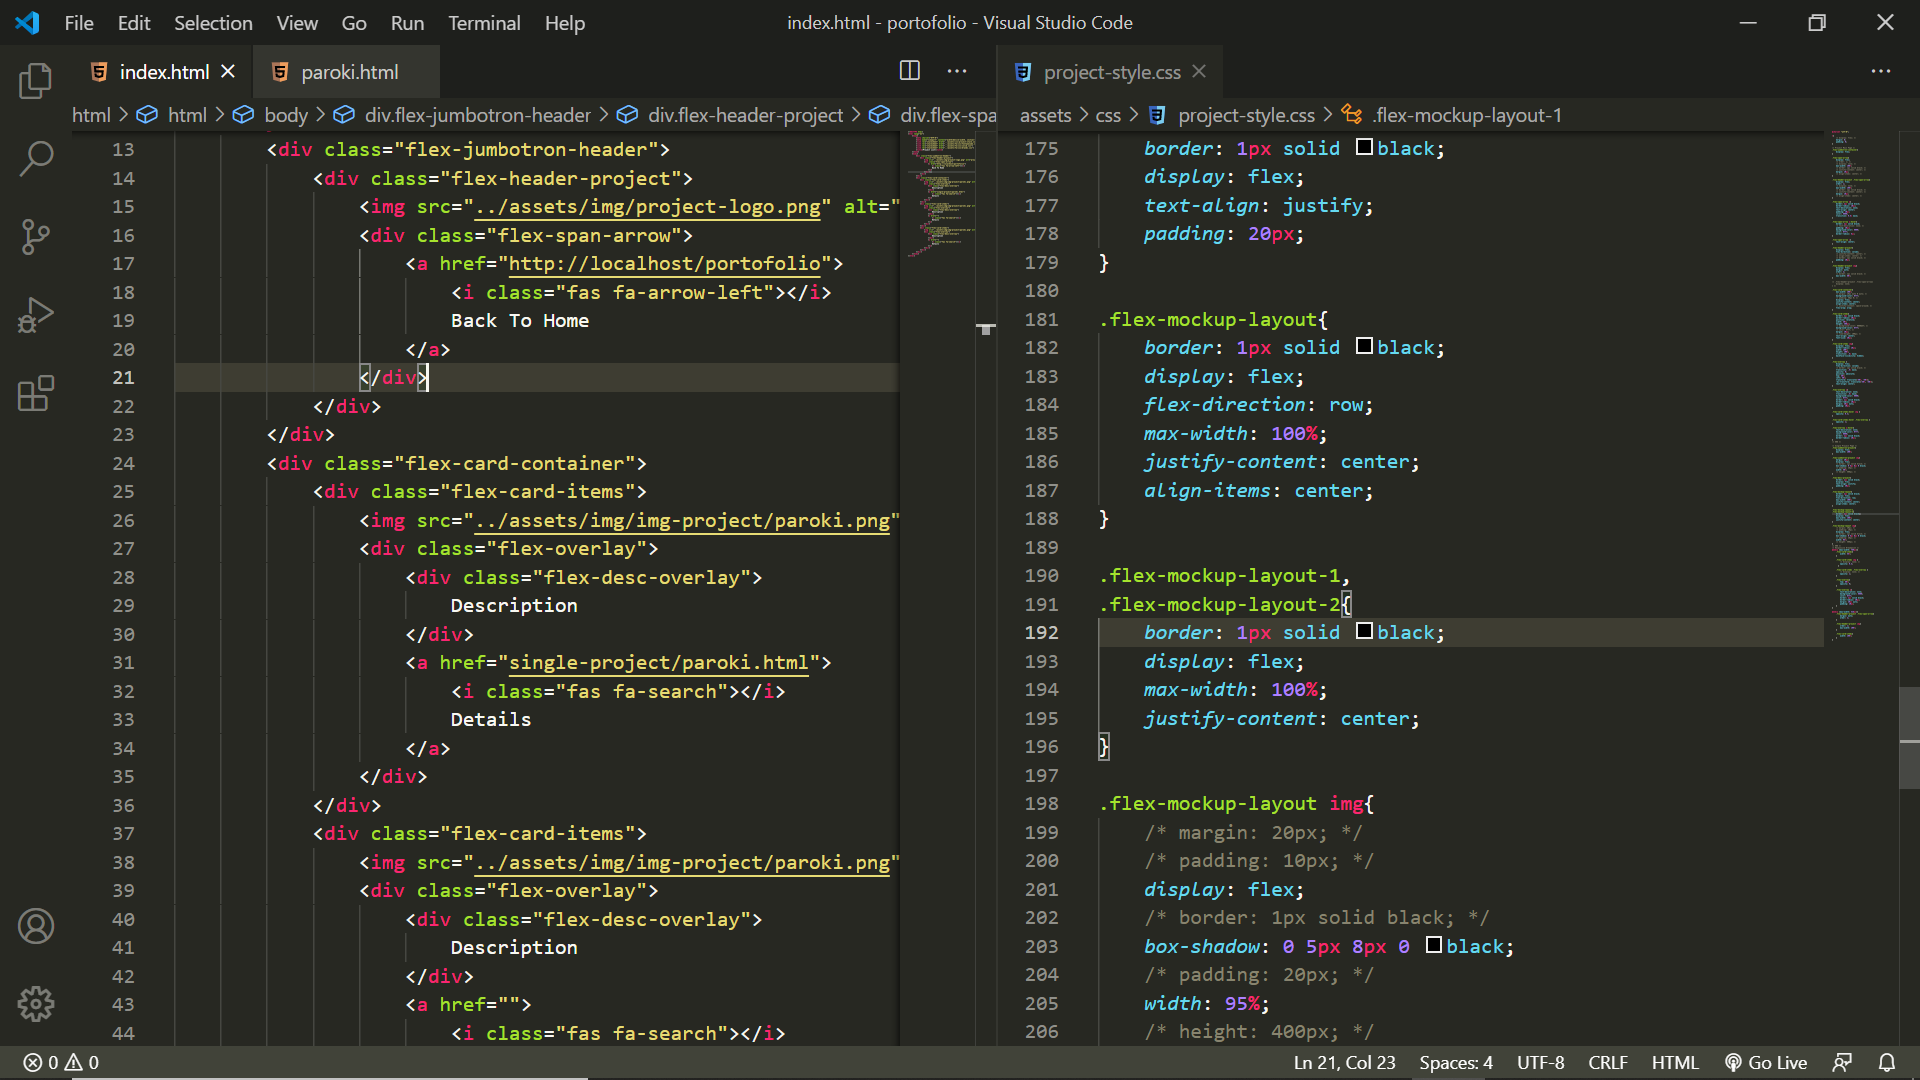 File Edit Selection View Go Run Terminal Help
index.html - portofolio - Visual Studio Code
index.html
paroki.html
html > html > body > div.flex-jumbotron-header > div.flex-header-project > div.flex-spa
13 <div class="flex-jumbotron-header">
14 <div class="flex-header-project">
15 <img src="../assets/img/project-logo.png" alt="
16 <div class="flex-span-arrow">
17 <a href="http://localhost/portofolio">
18 <i class="fas fa-arrow-left"></i>
19 Back To Home
20 </a>
21 </div>
22 </div>
23 </div>
24 <div class="flex-card-container">
25 <div class="flex-card-items">
26 <img src="../assets/img/img-project/paroki.png"
27 <div class="flex-overlay">
28 <div class="flex-desc-overlay">
29 Description
30 </div>
31 <a href="single-project/paroki.html">
32 <i class="fas fa-search"></i>
33 Details
34 </a>
35 </div>
36 </div>
37 <div class="flex-card-items">
38 <img src="../assets/img/img-project/paroki.png"
39 <div class="flex-overlay">
40 <div class="flex-desc-overlay">
41 Description
42 </div>
43 <a href="">
44 <i class="fas fa-search"></i>
project-style.css
assets > css > project-style.css > .flex-mockup-layout-1
175 border: 1px solid black;
176 display: flex;
177 text-align: justify;
178 padding: 20px;
179 }
180
181 .flex-mockup-layout{
182 border: 1px solid black;
183 display: flex;
184 flex-direction: row;
185 max-width: 100%;
186 justify-content: center;
187 align-items: center;
188 }
189
190 .flex-mockup-layout-1,
191 .flex-mockup-layout-2{
192 border: 1px solid black;
193 display: flex;
194 max-width: 100%;
195 justify-content: center;
196 }
197
198 .flex-mockup-layout img{
199 /* margin: 20px; */
200 /* padding: 10px; */
201 display: flex;
202 /* border: 1px solid black; */
203 box-shadow: 0 5px 8px 0 black;
204 /* padding: 20px; */
205 width: 95%;
206 /* height: 400px; */
0 0
Ln 21, Col 23 Spaces: 4 UTF-8 CRLF HTML Go Live